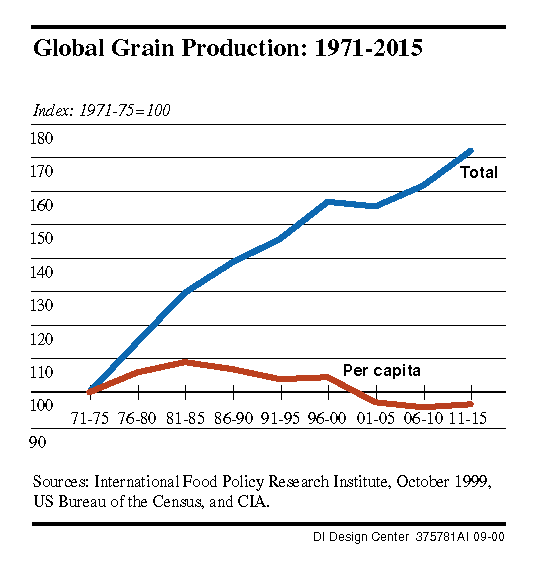 Global Grain Production: 1971-2015
Index: 1971-75=100
180
170
Total
160
150
140
130
120
110
Per capita
100
71-75 76-80 81-85 86-90 91-95 96-00 01-05 06-10 11-15
90
Sources: International Food Policy Research Institute, October 1999,
US Bureau of the Census, and CIA.
DI Design Center 375781AI 09-00